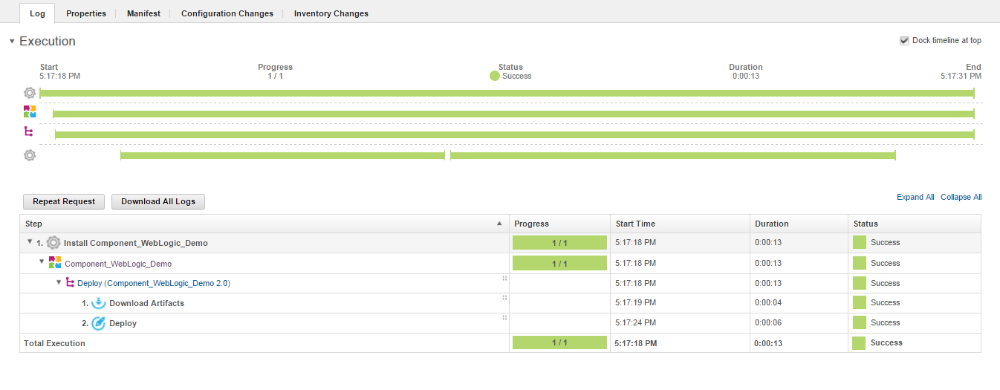 Log Properties Manifest Configuration Changes Inventory Changes
Execution
Dock timeline at top
Start Progress Status Duration End
5:17:18 PM 1 / 1 Success 0:00:13 5:17:31 PM
Repeat Request Download All Logs Expand All Collapse All
Step Progress Start Time Duration Status
1. Install Component_WebLogic_Demo 1 / 1 5:17:18 PM 0:00:13 Success
Component_WebLogic_Demo 1 / 1 5:17:18 PM 0:00:13 Success
Deploy (Component_WebLogic_Demo 2.0) 5:17:18 PM 0:00:13 Success
1. Download Artifacts 5:17:19 PM 0:00:04 Success
2. Deploy 5:17:24 PM 0:00:06 Success
Total Execution 1 / 1 5:17:18 PM 0:00:13 Success